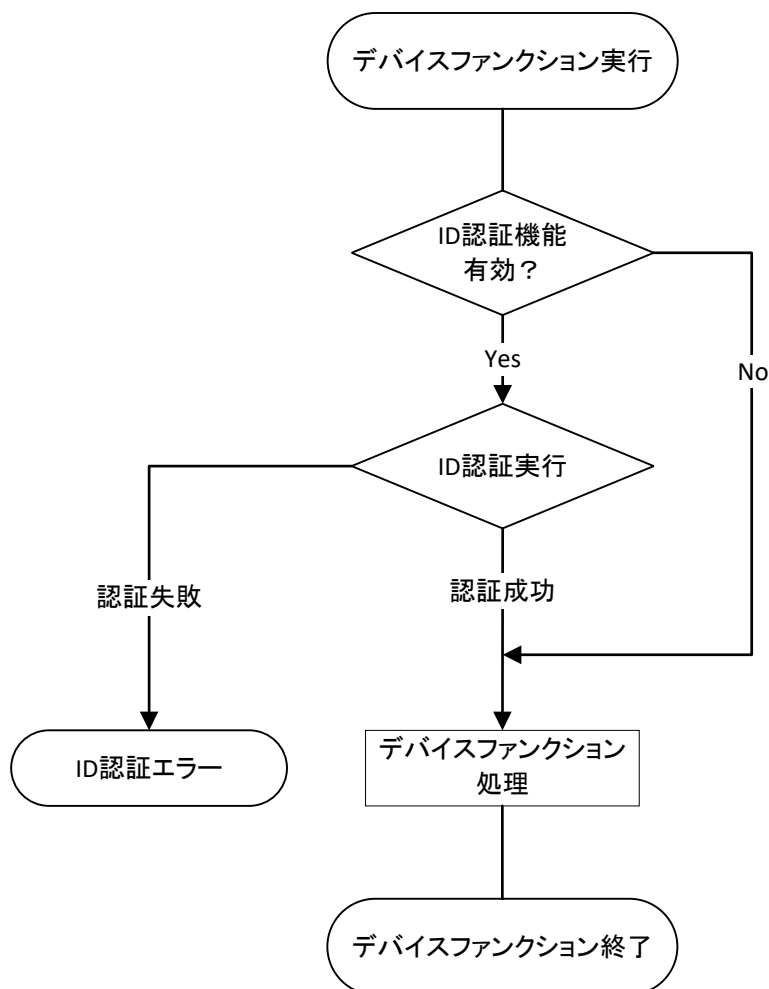 デバイスファンクション実行
ID認証機能
有効？
Yes
No
ID認証実行
認証失敗
認証成功
デバイスファンクション
処理
ID認証エラー
デバイスファンクション終了